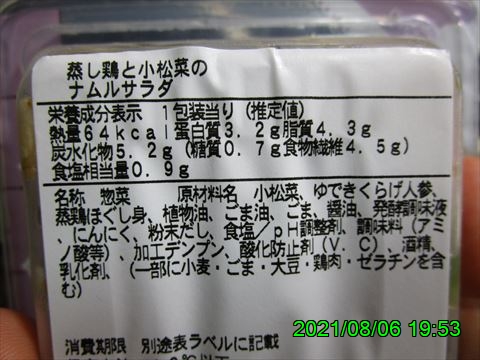 蒸し鶏と小松菜の
ナムルサラダ
栄養成分表示 1包装当り(推定値)
熱量64kcal蛋白質3.2g脂質4.3g
炭水化物5.2g(糖質0.7g食物繊維4.5g)
食塩相当量0.9g
名称 惣菜 原材料名 小松菜、ゆできくらげ人参、
蒸鶏ほぐし身、植物油、ごま油、ごま、醤油、発酵調味液
、にんにく、粉末だし、食塩/pH調整剤、調味料(アミ
ノ酸等)、加工デンプン、酸化防止剤(V.C)、酒精、
乳化剤、(一部に小麦・ごま・大豆・鶏肉・ゼラチンを含
む)
消費期限 別途表ラベルに記載
2021/08/06 19:53